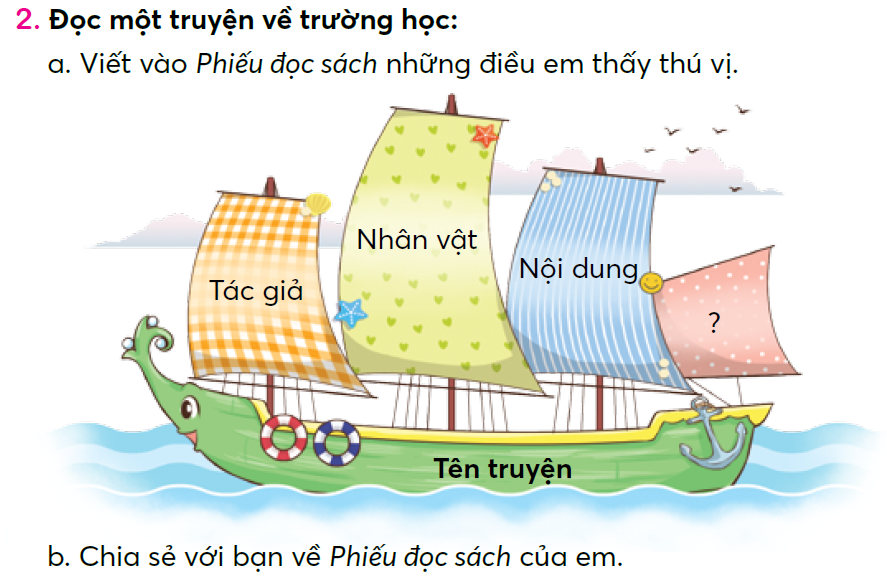 2. Đọc một truyện về trường học:
a. Viết vào Phiếu đọc sách những điều em thấy thú vị.
Tác giả
Nhân vật
Nội dung
?
Tên truyện
b. Chia sẻ với bạn về Phiếu đọc sách của em.